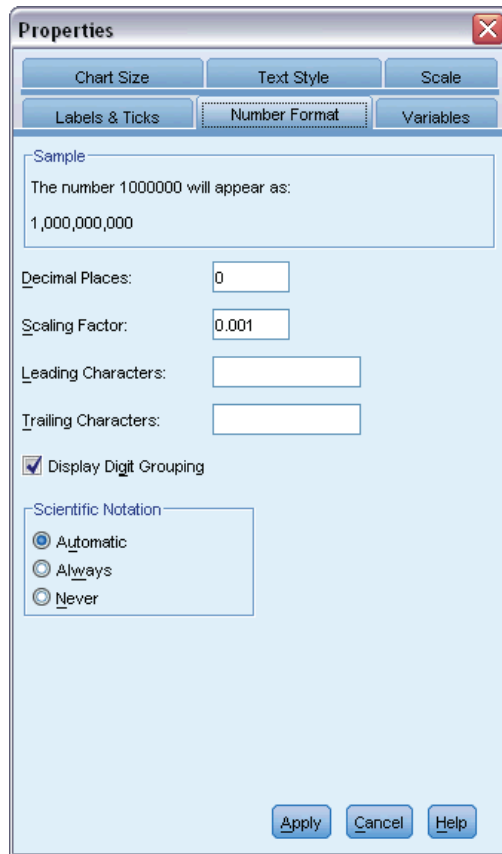 Properties
Chart Size Text Style Scale
Labels & Ticks Number Format Variables
Sample
The number 1000000 will appear as:
1,000,000,000
Decimal Places: 0
Scaling Factor: 0.001
Leading Characters:
Trailing Characters:
Display Digit Grouping
Scientific Notation
Automatic
Always
Never
Apply Cancel Help